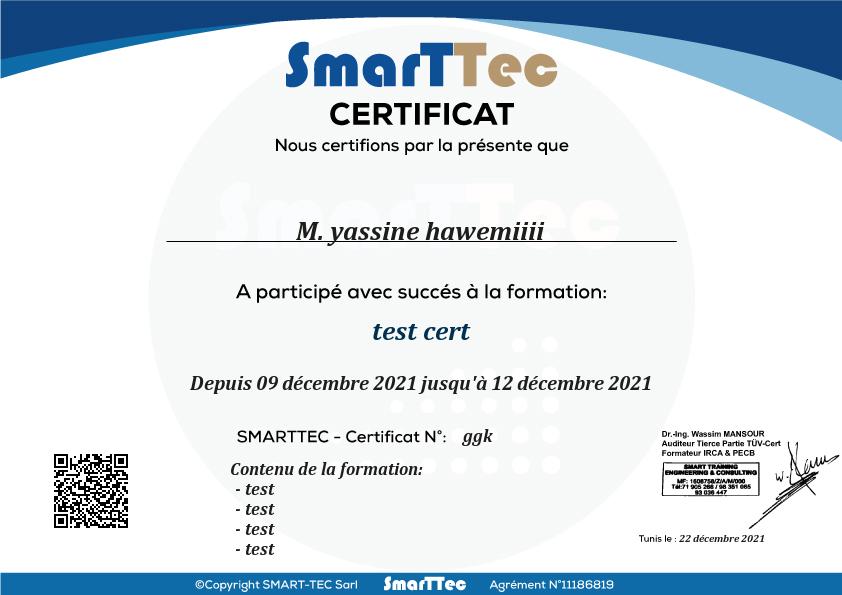 SmarTTec
CERTIFICAT
Nous certifions par la présente que
SmarTTec
M. yassine hawemiiii
A participé avec succés à la formation:
test cert
Depuis 09 décembre 2021 jusqu'à 12 décembre 2021
SMARTTEC - Certificat N°: ggk
Contenu de la formation:
- test
- test
- test
- test
Dr.-Ing. Wassim MANSOUR
Auditeur Tierce Partie TÜV-Cert
Formateur IRCA & PECB
SMART TRAINING
ENGINEERING & CONSULTING
MF: 1608758/Z/A/M/000
Tél:71 905 266 / 98 351 065
93 036 447
Tunis le : 22 décembre 2021
©Copyright SMART-TEC Sarl SmarTTec Agrément N°11186819